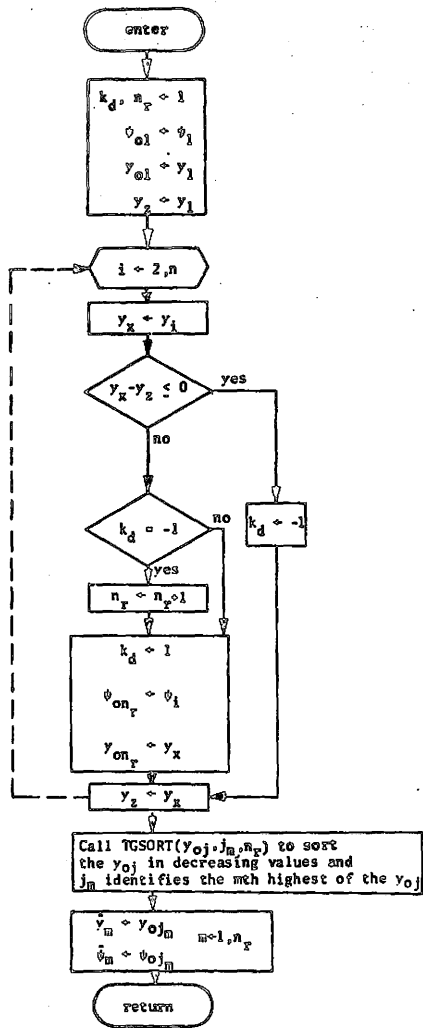 enter
k_d, n_r ← 1
ψ_o1 ← ψ_1
y_o1 ← y_1
y_z ← y_1
i ← 2,n
y_x ← y_i
y_x-y_z ≤ 0
yes
no
k_d = -1
no
k_d ← -1
yes
n_r ← n_r+1
k_d ← 1
ψ_on_r ← ψ_i
y_on_r ← y_x
y_z ← y_x
Call TGSORT(y_oj,j_m,n_r) to sort
the y_oj in decreasing values and
j_m identifies the mth highest of the y_oj
ŷ_m ← y_oj_m m←1,n_r
ψ̂_m ← ψ_oj_m
return